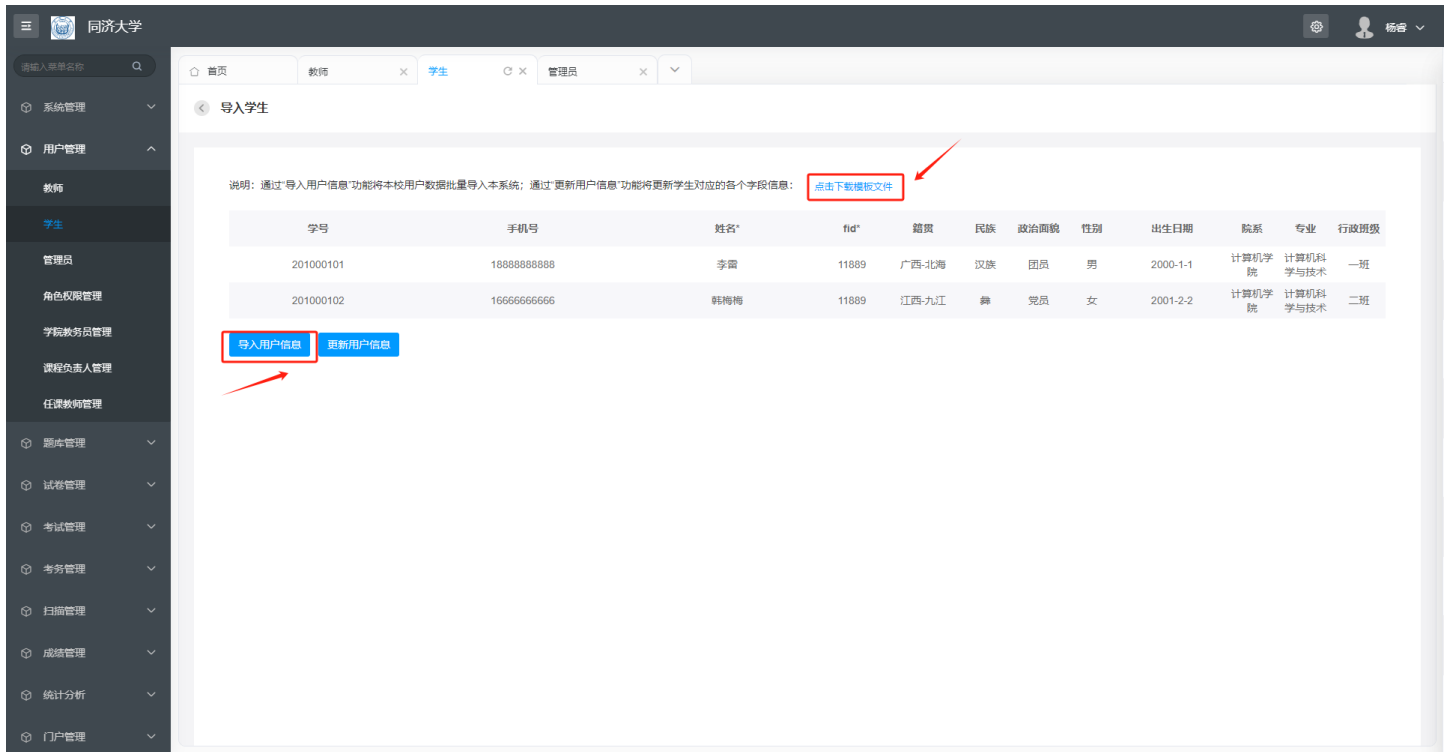 同济大学
杨睿
请输入菜单名称
首页 教师 学生 管理员
系统管理
导入学生
用户管理
教师
说明：通过“导入用户信息”功能将本校用户数据批量导入本系统；通过“更新用户信息”功能将更新学生对应的各个字段信息： 点击下载模板文件
学生
学号 手机号 姓名* fid* 籍贯 民族 政治面貌 性别 出生日期 院系 专业 行政班级
管理员
201000101 18888888888 李雷 11889 广西-北海 汉族 团员 男 2000-1-1 计算机学院 计算机科学与技术 一班
角色权限管理
201000102 16666666666 韩梅梅 11889 江西-九江 彝 党员 女 2001-2-2 计算机学院 计算机科学与技术 二班
学院教务员管理
导入用户信息 更新用户信息
课程负责人管理
任课教师管理
题库管理
试卷管理
考试管理
考务管理
扫描管理
成绩管理
统计分析
门户管理